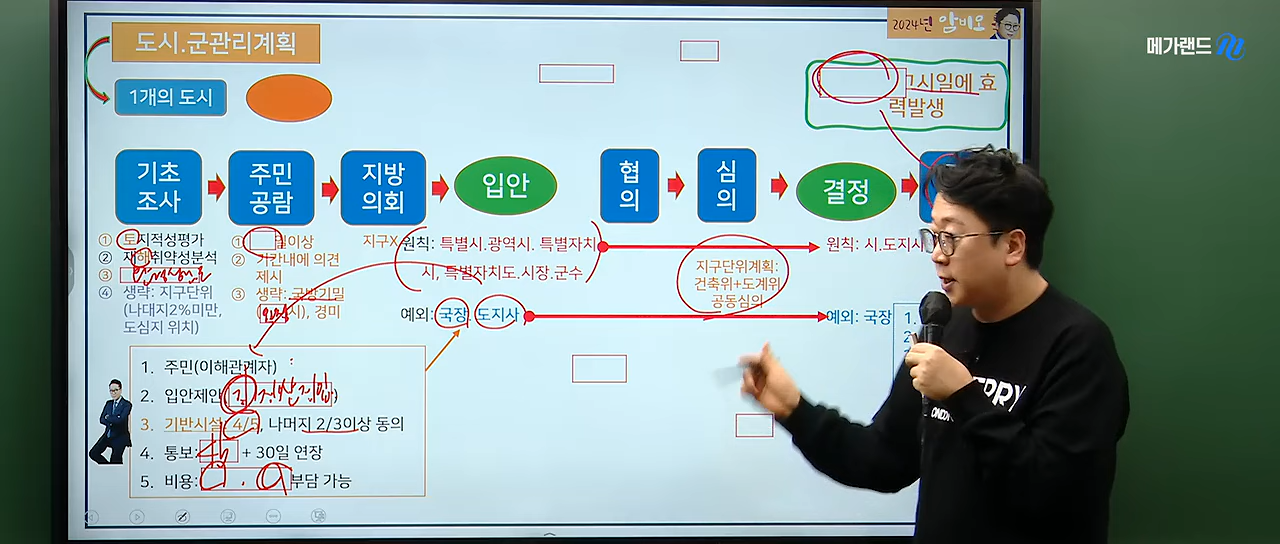 2024년 암비오
메가랜드
도시.군관리계획
1개의 도시
고시일에 효
력발생
기초
조사
주민
공람
지방
의회
입안
협
의
심
의
결정
① 토지적성평가
② 재해취약성분석
③
④ 생략: 지구단위
(나대지2%미만,
도심지 위치)
① 일이상
② 기간내에 의견
제시
③ 생략: 국방기밀
경미
지구X
원칙: 특별시.광역시. 특별자치
시, 특별자치도.시장.군수
예외: 국장. 도지사
지구단위계획:
건축위+도계위
공동심의
원칙: 시.도지사
예외: 국장
1.
2
1. 주민(이해관계자)
2. 입안제안
3. 기반시설 4/5, 나머지 2/3이상 동의
4. 통보: + 30일 연장
5. 비용: 부담 가능